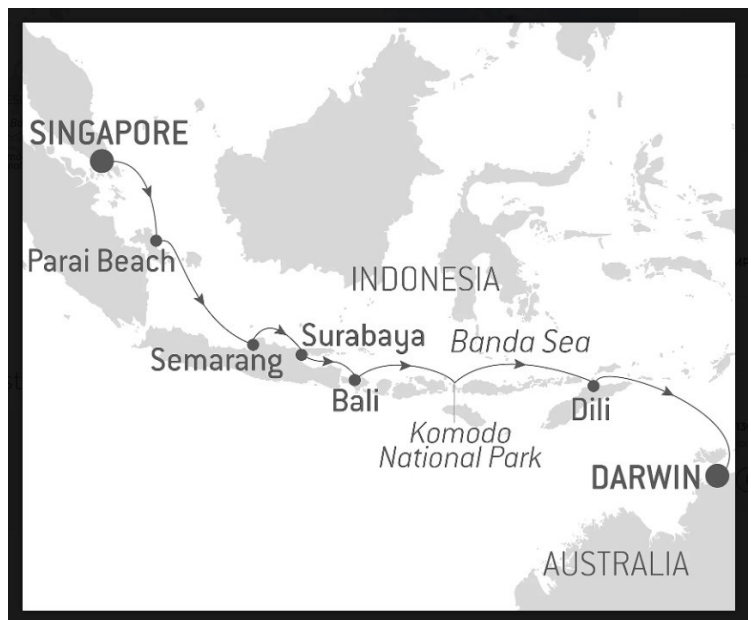 SINGAPORE
Parai Beach
INDONESIA
Semarang
Surabaya
Banda Sea
Bali
Dili
Komodo
National Park
DARWIN
AUSTRALIA